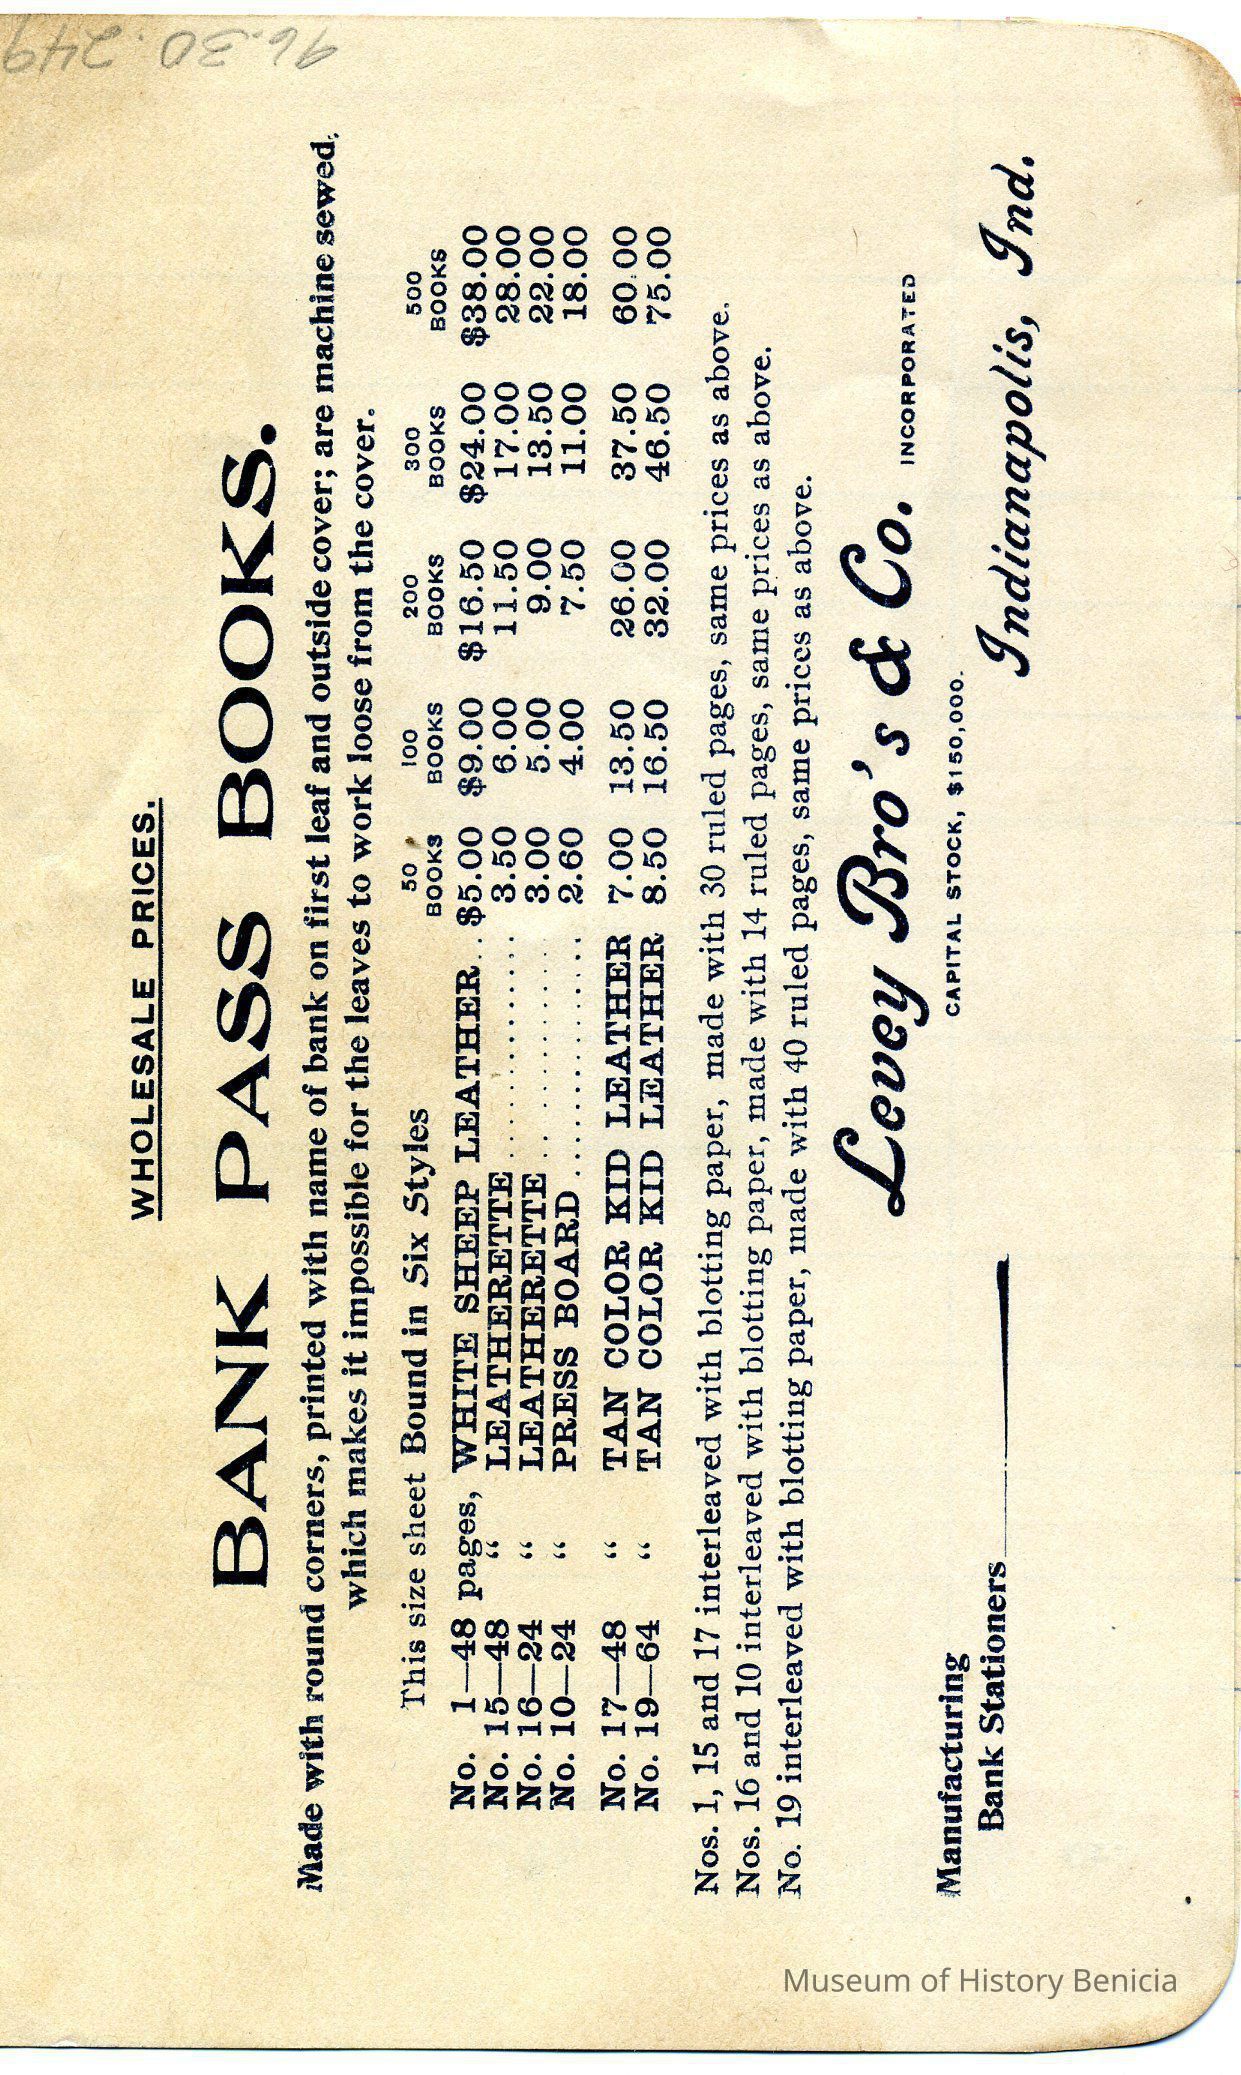 96.30.249
WHOLESALE PRICES.
BANK PASS BOOKS.
Made with round corners, printed with name of bank on first leaf and outside cover; are machine sewed,
which makes it impossible for the leaves to work loose from the cover.
This size sheet Bound in Six Styles 50 BOOKS 100 BOOKS 200 BOOKS 300 BOOKS 500 BOOKS
No. 1—48 pages, WHITE SHEEP LEATHER.. $5.00 $9.00 $16.50 $24.00 $38.00
No. 15—48 “ LEATHERETTE .......... 3.50 6.00 11.50 17.00 28.00
No. 16—24 “ LEATHERETTE .......... 3.00 5.00 9.00 13.50 22.00
No. 10—24 “ PRESS BOARD .......... 2.60 4.00 7.50 11.00 18.00
No. 17—48 “ TAN COLOR KID LEATHER 7.00 13.50 26.00 37.50 60.00
No. 19—64 “ TAN COLOR KID LEATHER 8.50 16.50 32.00 46.50 75.00
Nos. 1, 15 and 17 interleaved with blotting paper, made with 30 ruled pages, same prices as above.
Nos. 16 and 10 interleaved with blotting paper, made with 14 ruled pages, same prices as above.
No. 19 interleaved with blotting paper, made with 40 ruled pages, same prices as above.
Levey Bro's & Co. INCORPORATED
Manufacturing CAPITAL STOCK, $150,000.
Bank Stationers Indianapolis, Ind.
Museum of History Benicia